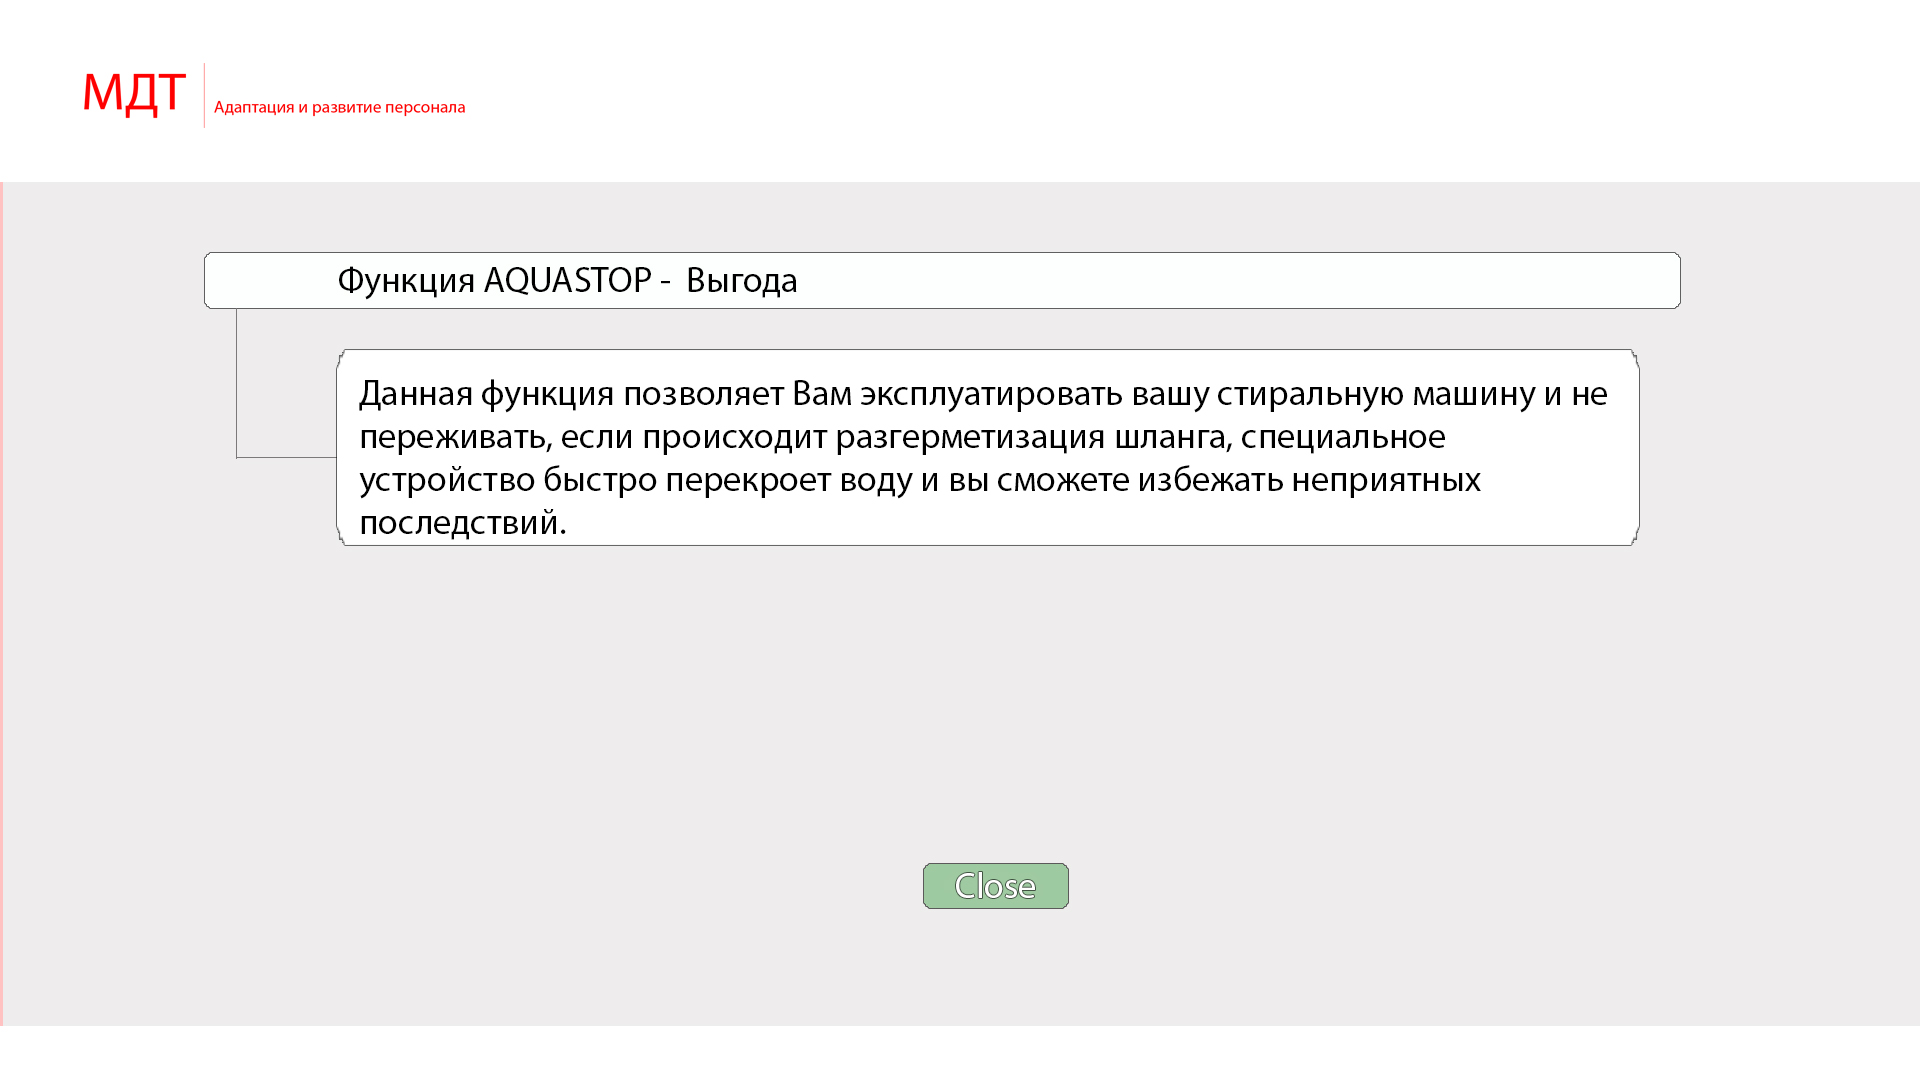 МДТ
Адаптация и развитие персонала
Функция AQUASTOP - Выгода
Данная функция позволяет Вам эксплуатировать вашу стиральную машину и не
переживать, если происходит разгерметизация шланга, специальное
устройство быстро перекроет воду и вы сможете избежать неприятных
последствий.
Close